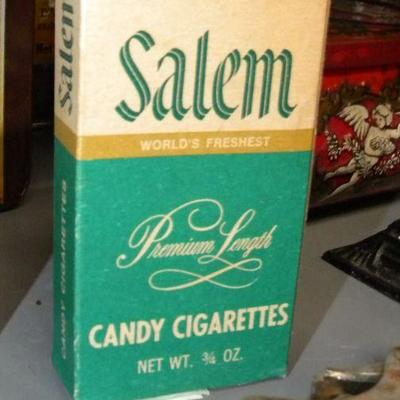 Salem
WORLD'S FRESHEST
Premium Length
CANDY CIGARETTES
NET WT. ¾ OZ.
Salem
CANDY CIGARETTES